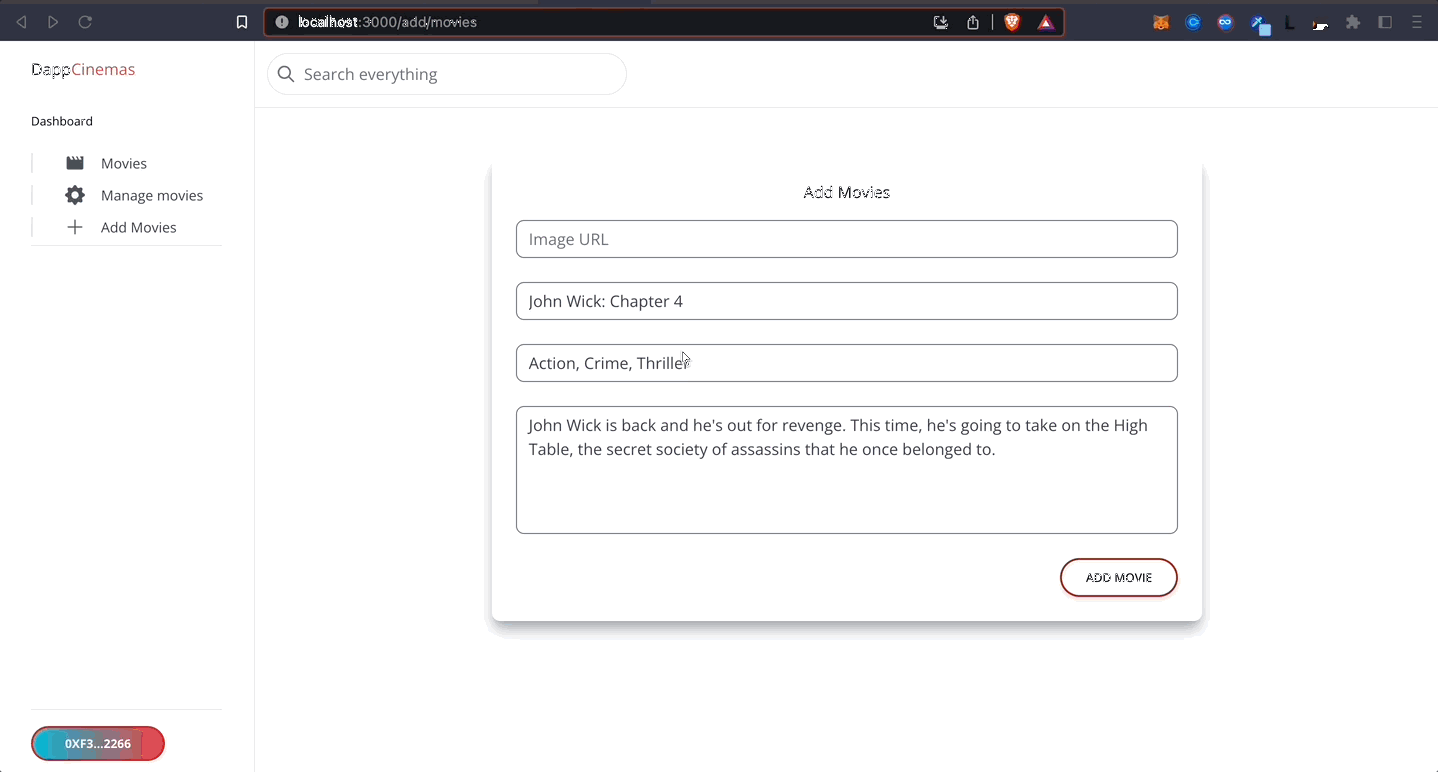 localhost:3000/add/movies
DappCinemas
Search everything
Dashboard
Movies
Manage movies
Add Movies
Add Movies
Image URL
John Wick: Chapter 4
Action, Crime, Thriller
John Wick is back and he's out for revenge. This time, he's going to take on the High
Table, the secret society of assassins that he once belonged to.
ADD MOVIE
0XF3...2266